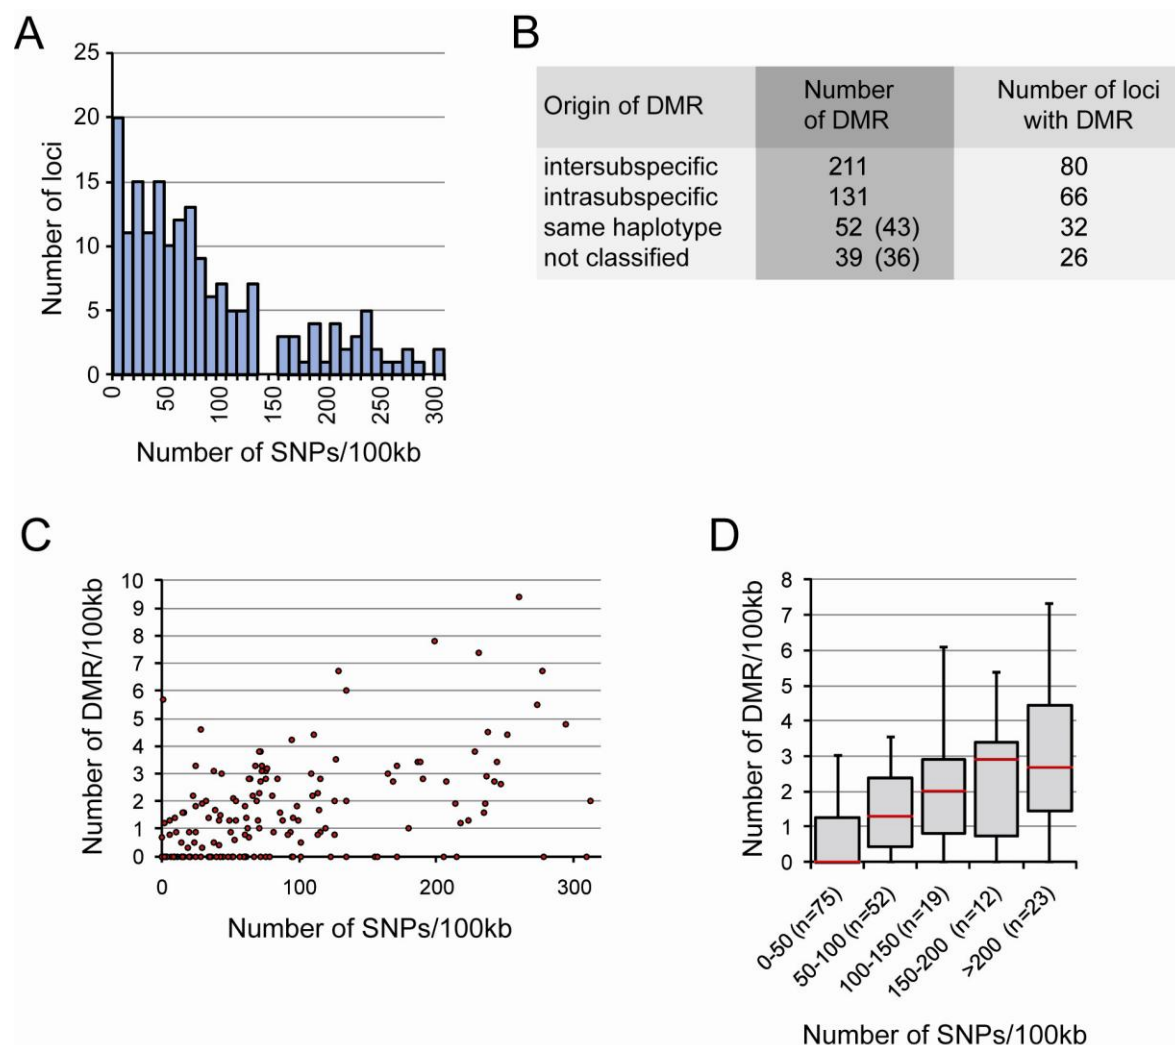 A
25
20
15
10
5
0
Number of loci
0
50
100
150
200
250
300
Number of SNPs/100kb
B
Origin of DMR
Number
of DMR
Number of loci
with DMR
intersubspecific 211 80
intrasubspecific 131 66
same haplotype 52 (43) 32
not classified 39 (36) 26
C
10
9
8
7
6
5
4
3
2
1
0
Number of DMR/100kb
0 100 200 300
Number of SNPs/100kb
D
8
7
6
5
4
3
2
1
0
Number of DMR/100kb
0-50 (n=75)
50-100 (n=52)
100-150 (n=19)
150-200 (n=12)
>200 (n=23)
Number of SNPs/100kb